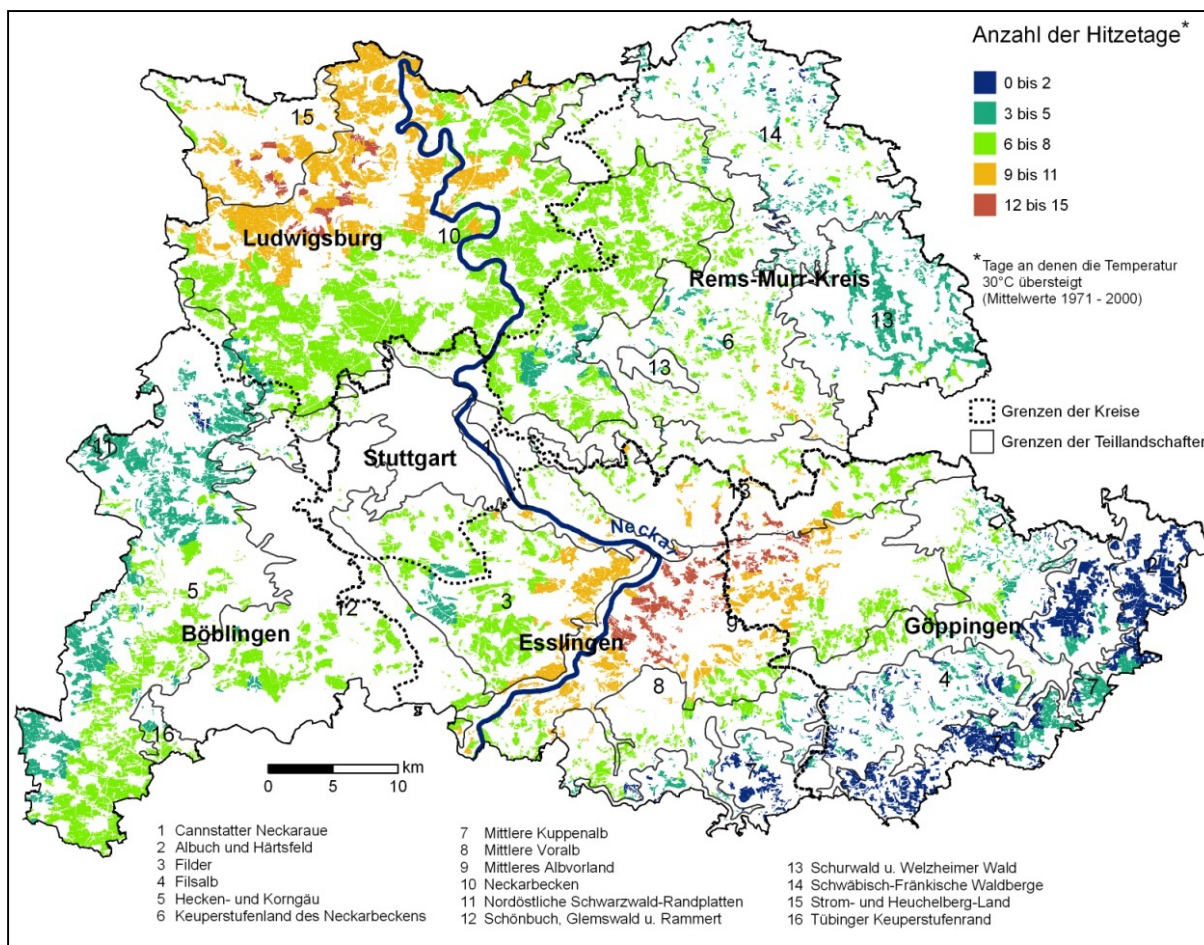 Anzahl der Hitzetage*
0 bis 2
3 bis 5
6 bis 8
9 bis 11
12 bis 15
*Tage an denen die Temperatur
30°C übersteigt
(Mittelwerte 1971 - 2000)
Grenzen der Kreise
Grenzen der Teillandschaften
15
14
Ludwigsburg
10
Rems-Murr-Kreis
13
6
13
11
Stuttgart
1
13
Neckar
2
5
3
12
9
Böblingen
Esslingen
Göppingen
8
4
7
16
7
7
km
0 5 10
1 Cannstatter Neckaraue
2 Albuch und Härtsfeld
3 Filder
4 Filsalb
5 Hecken- und Korngäu
6 Keuperstufenland des Neckarbeckens
7 Mittlere Kuppenalb
8 Mittlere Voralb
9 Mittleres Albvorland
10 Neckarbecken
11 Nordöstliche Schwarzwald-Randplatten
12 Schönbuch, Glemswald u. Rammert
13 Schurwald u. Welzheimer Wald
14 Schwäbisch-Fränkische Waldberge
15 Strom- und Heuchelberg-Land
16 Tübinger Keuperstufenrand